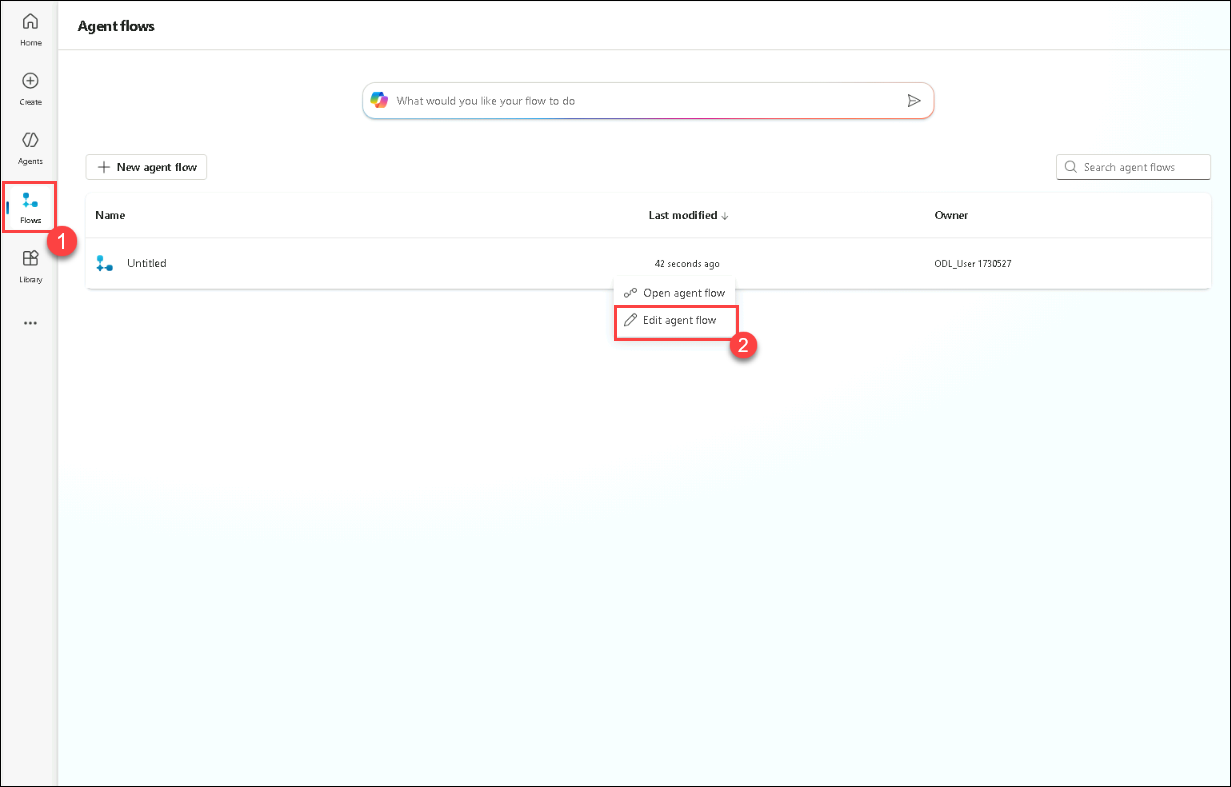 Agent flows
Home
Create
Agents
Flows
1
Library
What would you like your flow to do
New agent flow
Search agent flows
Name Last modified ↓ Owner
Untitled 42 seconds ago ODL_User 1730527
Open agent flow
Edit agent flow
2